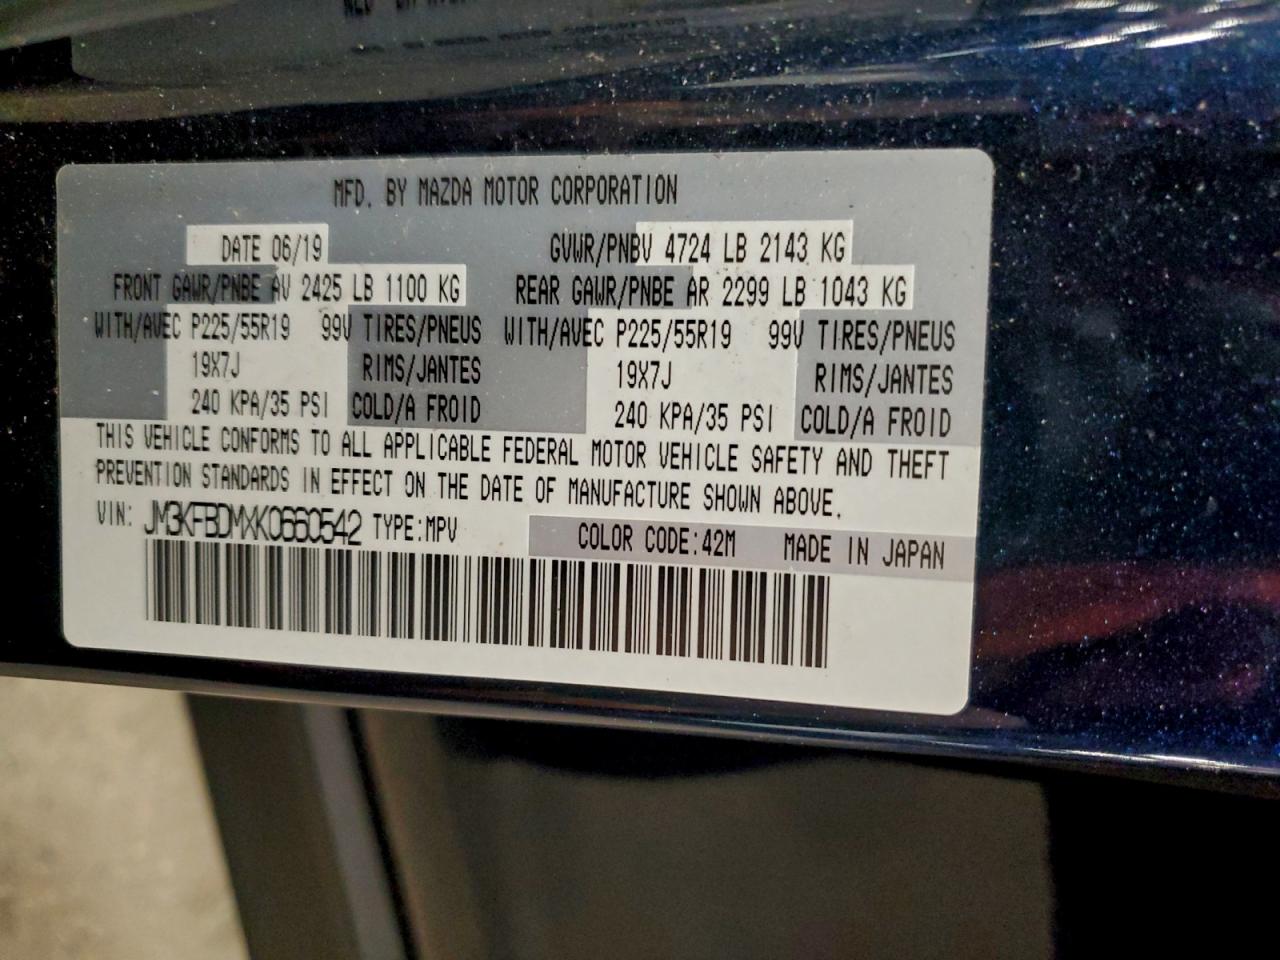 MFD. BY MAZDA MOTOR CORPORATION
DATE 06/19 GVWR/PNBV 4724 LB 2143 KG
FRONT GAWR/PNBE AV 2425 LB 1100 KG REAR GAWR/PNBE AR 2299 LB 1043 KG
WITH/AVEC P225/55R19 99V TIRES/PNEUS WITH/AVEC P225/55R19 99V TIRES/PNEUS
19X7J RIMS/JANTES 19X7J RIMS/JANTES
240 KPA/35 PSI COLD/A FROID 240 KPA/35 PSI COLD/A FROID
THIS VEHICLE CONFORMS TO ALL APPLICABLE FEDERAL MOTOR VEHICLE SAFETY AND THEFT
PREVENTION STANDARDS IN EFFECT ON THE DATE OF MANUFACTURE SHOWN ABOVE.
VIN: JM3KFBDMXK0660542 TYPE:MPV COLOR CODE:42M MADE IN JAPAN